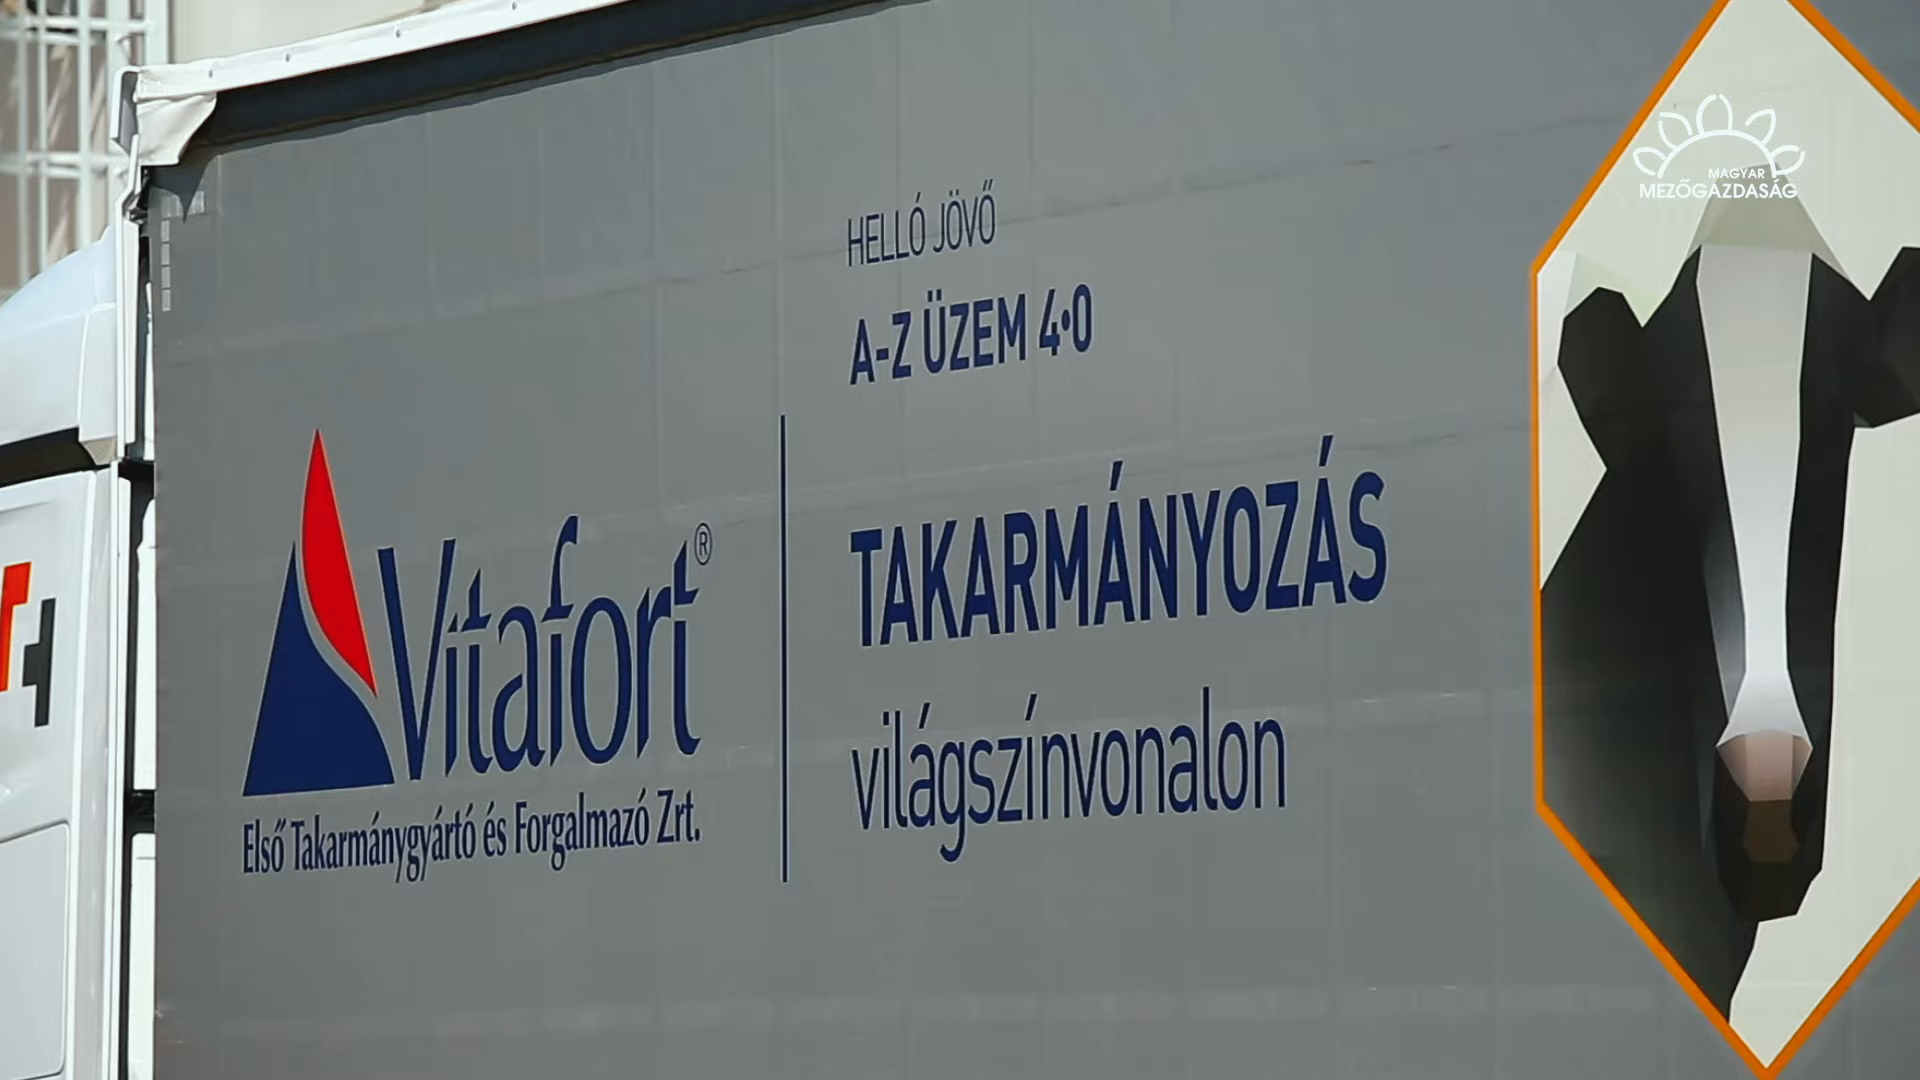 MAGYAR
MEZŐGAZDASÁG
HELLÓ JÖVŐ
A-Z ÜZEM 4.0
Vitafort®
Első Takarmánygyártó és Forgalmazó Zrt.
TAKARMÁNYOZÁS
világszínvonalon